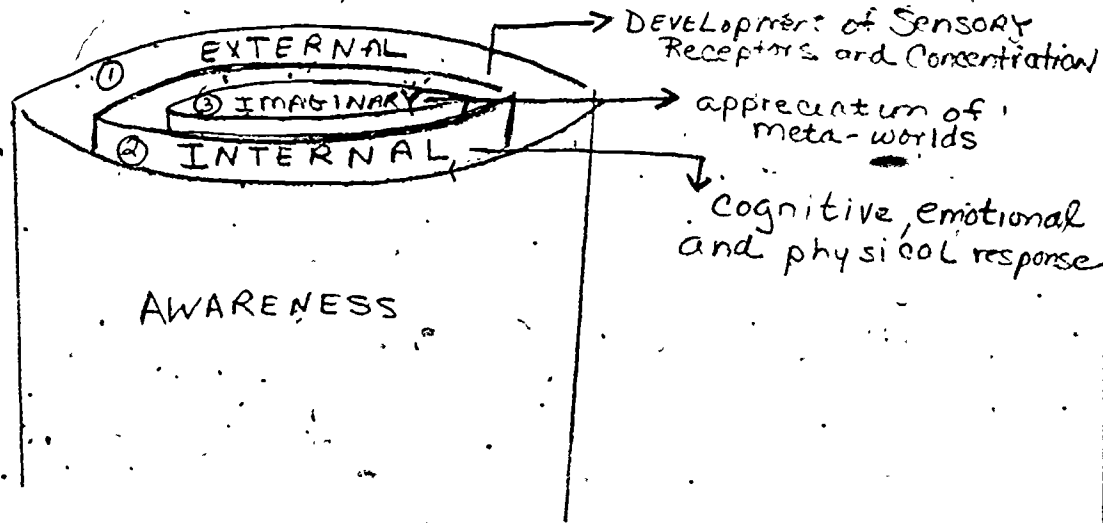 ① EXTERNAL
③ IMAGINARY
② INTERNAL
AWARENESS
Development of Sensory
Receptors and Concentration
appreciation of
meta-worlds
cognitive, emotional
and physical response